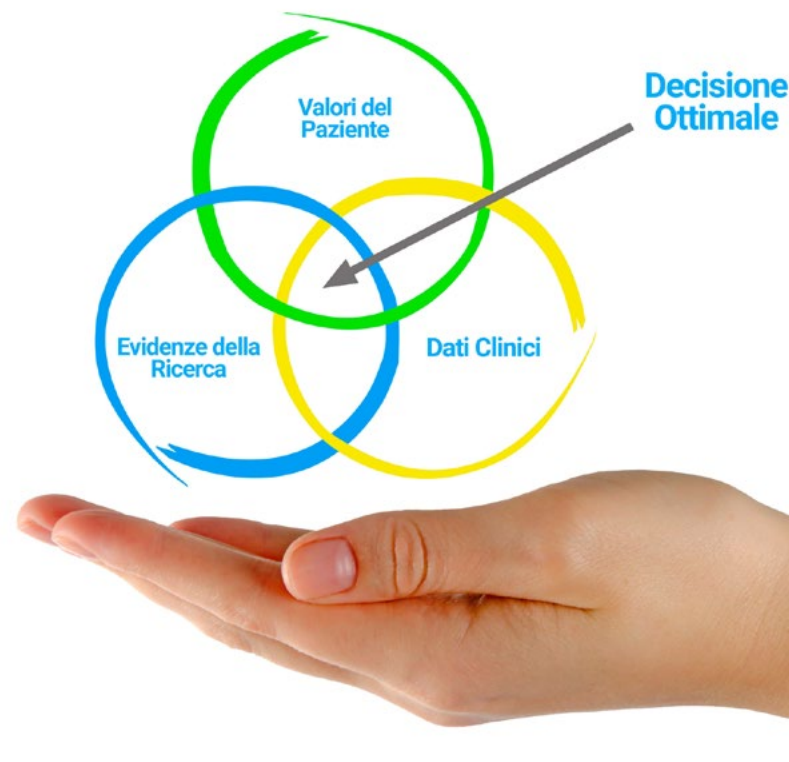 Decisione
Ottimale
Valori del
Paziente
Evidenze della
Ricerca
Dati Clinici